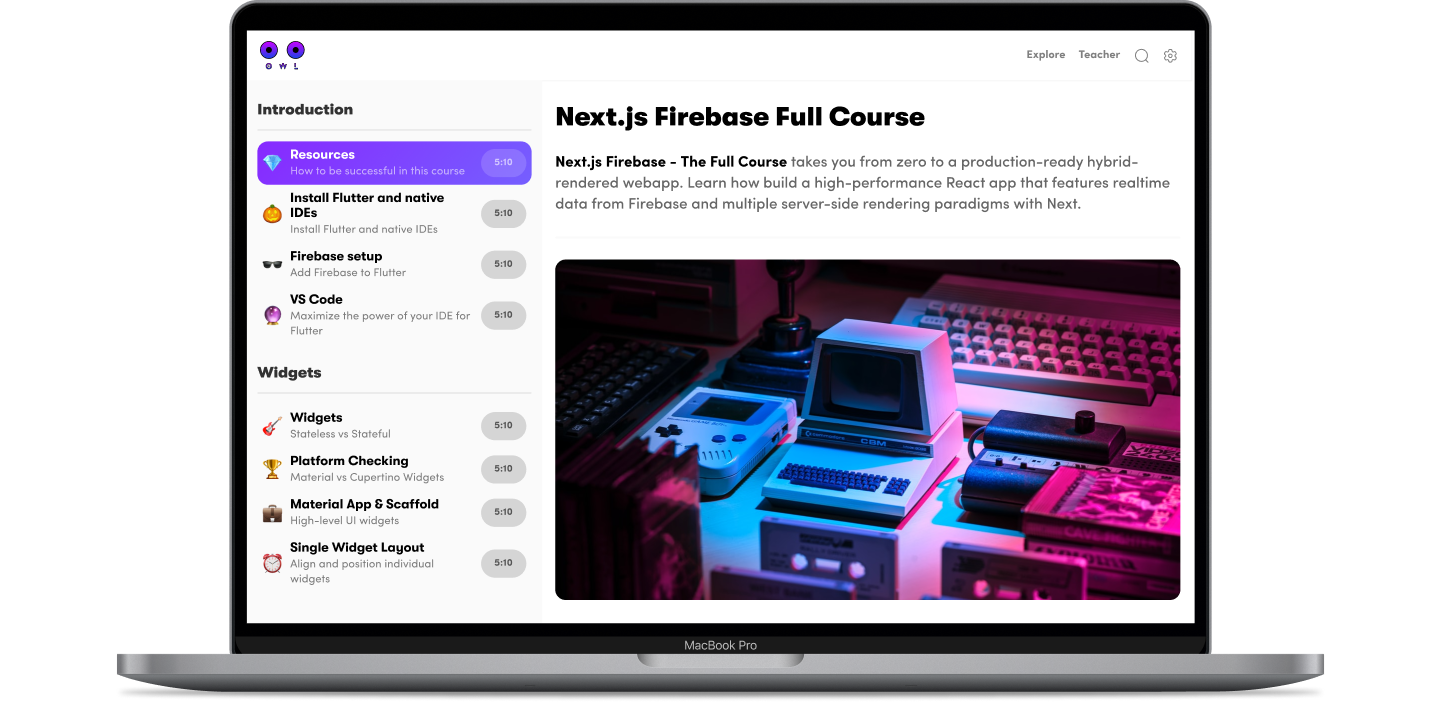 OWL
Explore
Teacher
Introduction
Resources
How to be successful in this course
5:10
Install Flutter and native
IDEs
Install Flutter and native IDEs
5:10
Firebase setup
Add Firebase to Flutter
5:10
VS Code
Maximize the power of your IDE for
Flutter
5:10
Widgets
Widgets
Stateless vs Stateful
5:10
Platform Checking
Material vs Cupertino Widgets
5:10
Material App & Scaffold
High-level UI widgets
5:10
Single Widget Layout
Align and position individual
widgets
5:10
Next.js Firebase Full Course
Next.js Firebase - The Full Course takes you from zero to a production-ready hybrid-
rendered webapp. Learn how build a high-performance React app that features realtime
data from Firebase and multiple server-side rendering paradigms with Next.
commodore
CBM
MacBook Pro